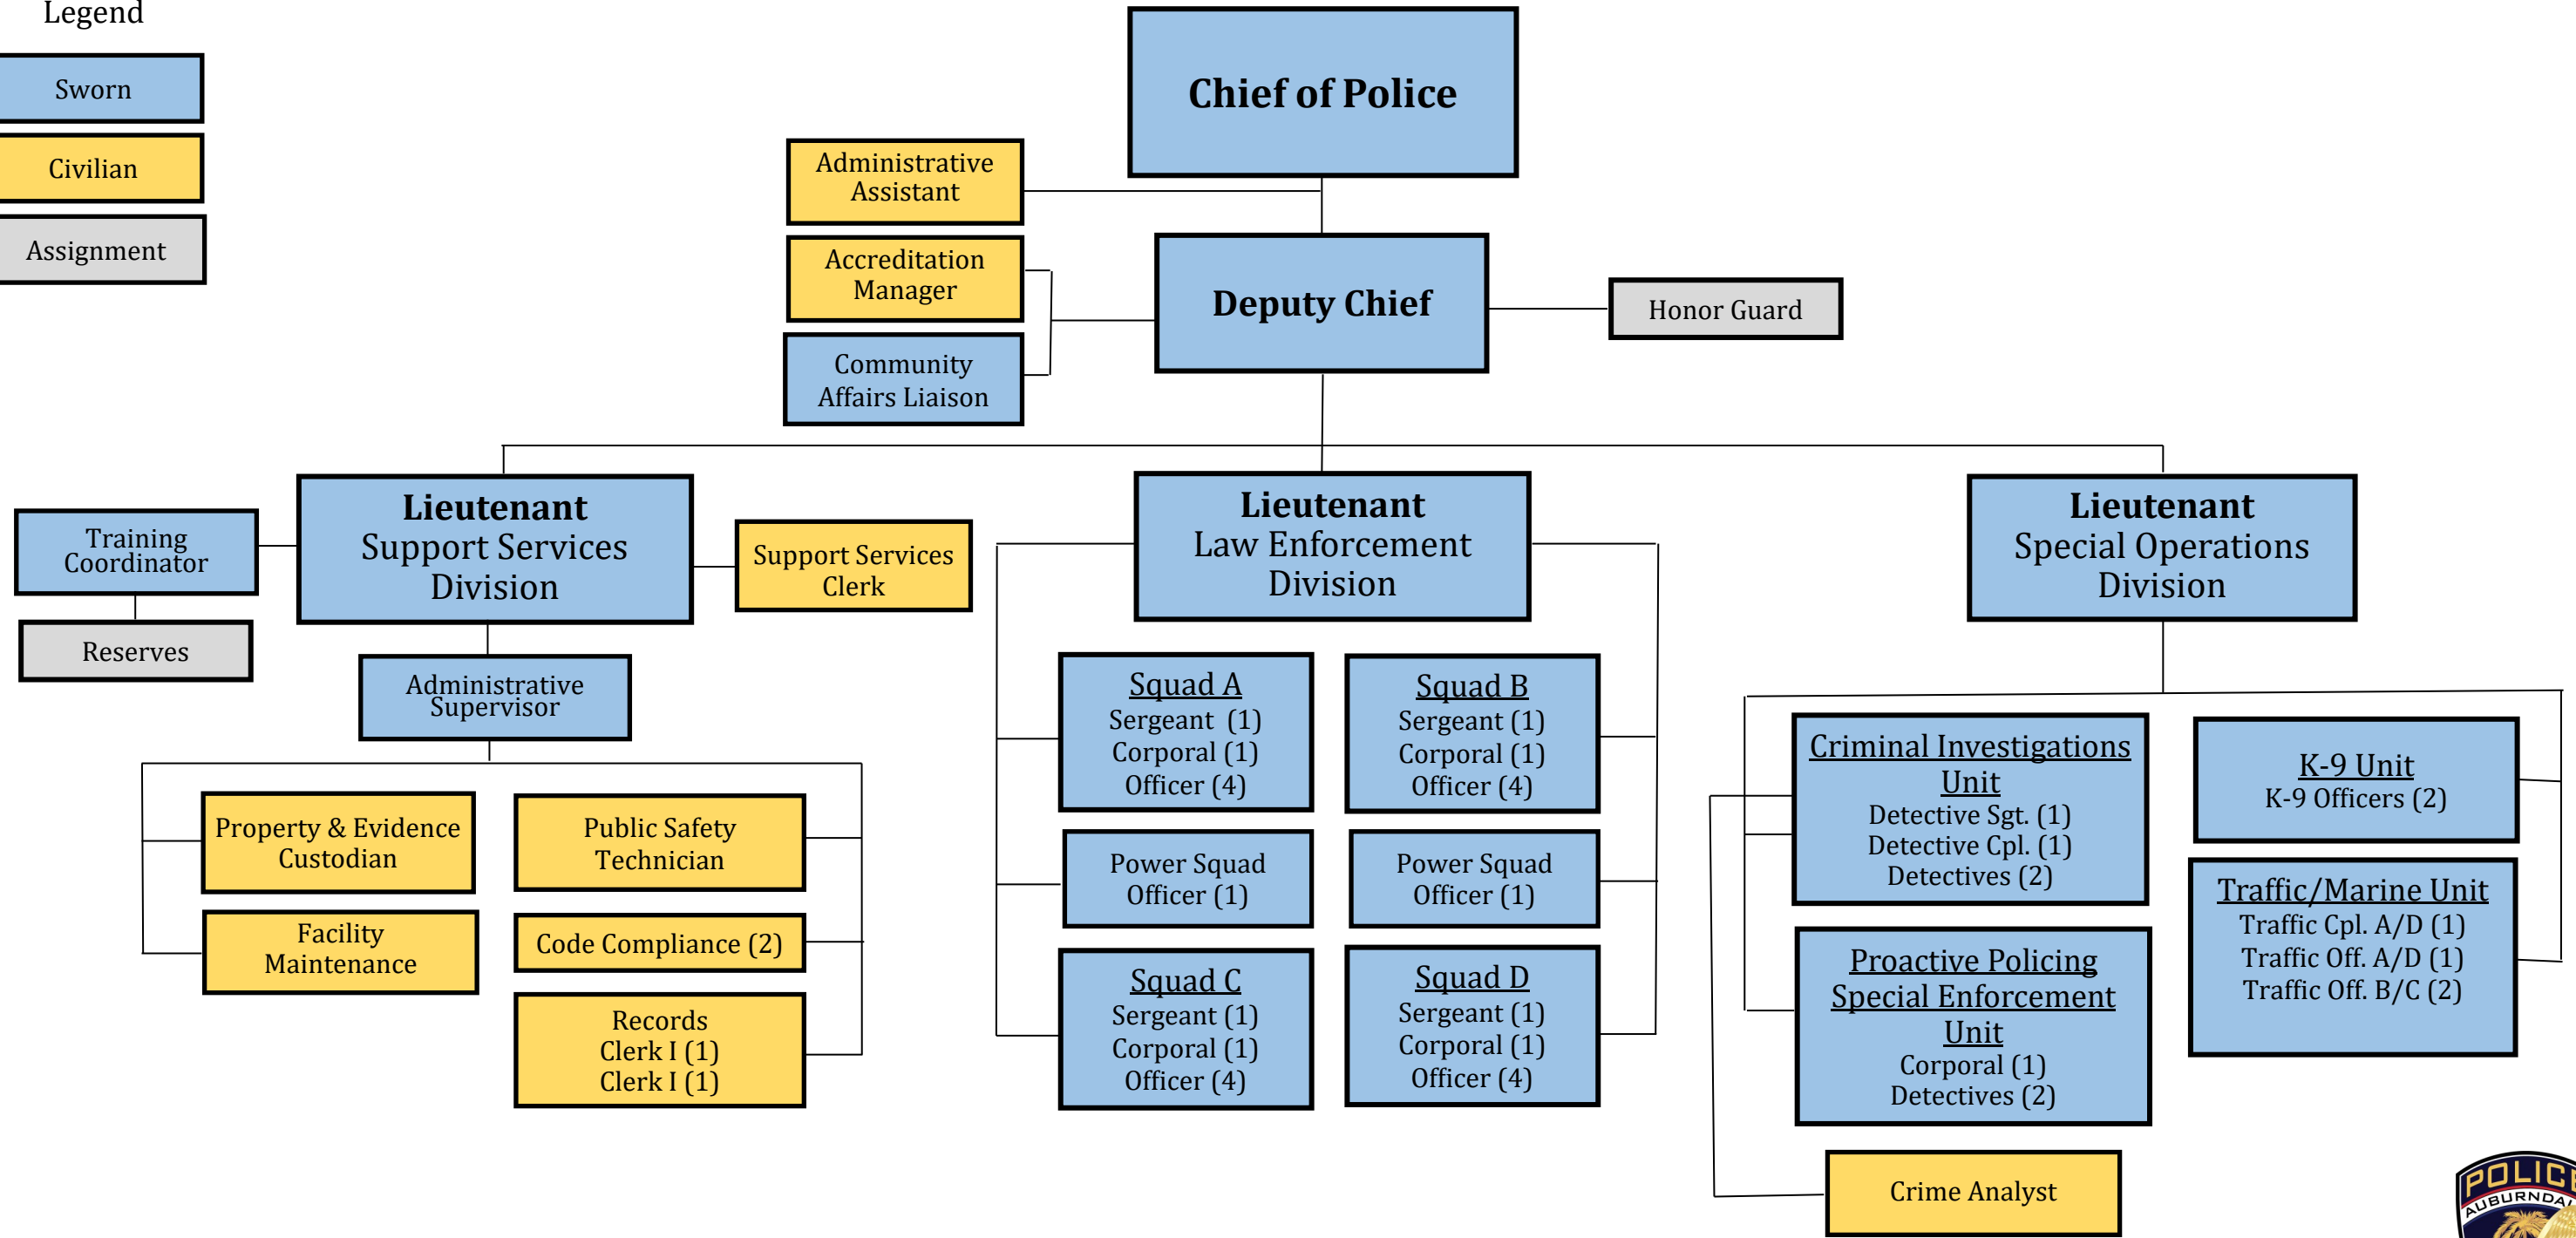 Legend
Sworn
Civilian
Assignment
Chief of Police
Administrative
Assistant
Accreditation
Manager
Community
Affairs Liaison
Deputy Chief
Honor Guard
Training
Coordinator
Reserves
Lieutenant
Support Services
Division
Support Services
Clerk
Administrative
Supervisor
Property & Evidence
Custodian
Facility
Maintenance
Public Safety
Technician
Code Compliance (2)
Records
Clerk I (1)
Clerk I (1)
Lieutenant
Law Enforcement
Division
Squad A
Sergeant (1)
Corporal (1)
Officer (4)
Squad B
Sergeant (1)
Corporal (1)
Officer (4)
Power Squad
Officer (1)
Power Squad
Officer (1)
Squad C
Sergeant (1)
Corporal (1)
Officer (4)
Squad D
Sergeant (1)
Corporal (1)
Officer (4)
Lieutenant
Special Operations
Division
Criminal Investigations
Unit
Detective Sgt. (1)
Detective Cpl. (1)
Detectives (2)
K-9 Unit
K-9 Officers (2)
Proactive Policing
Special Enforcement
Unit
Corporal (1)
Detectives (2)
Traffic/Marine Unit
Traffic Cpl. A/D (1)
Traffic Off. A/D (1)
Traffic Off. B/C (2)
Crime Analyst
POLICE